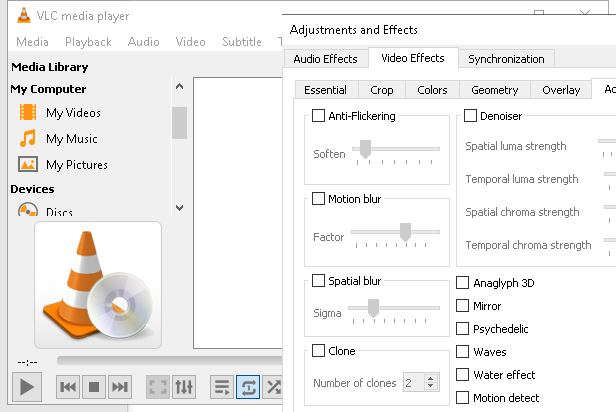 VLC media player
Media Playback Audio Video Subtitle
Media Library
My Computer
My Videos
My Music
My Pictures
Devices
Discs
--:--
Adjustments and Effects
Audio Effects Video Effects Synchronization
Essential Crop Colors Geometry Overlay
Anti-Flickering
Soften
Motion blur
Factor
Spatial blur
Sigma
Clone
Number of clones 2
Denoiser
Spatial luma strength
Temporal luma strength
Spatial chroma strength
Temporal chroma strength
Anaglyph 3D
Mirror
Psychedelic
Waves
Water effect
Motion detect